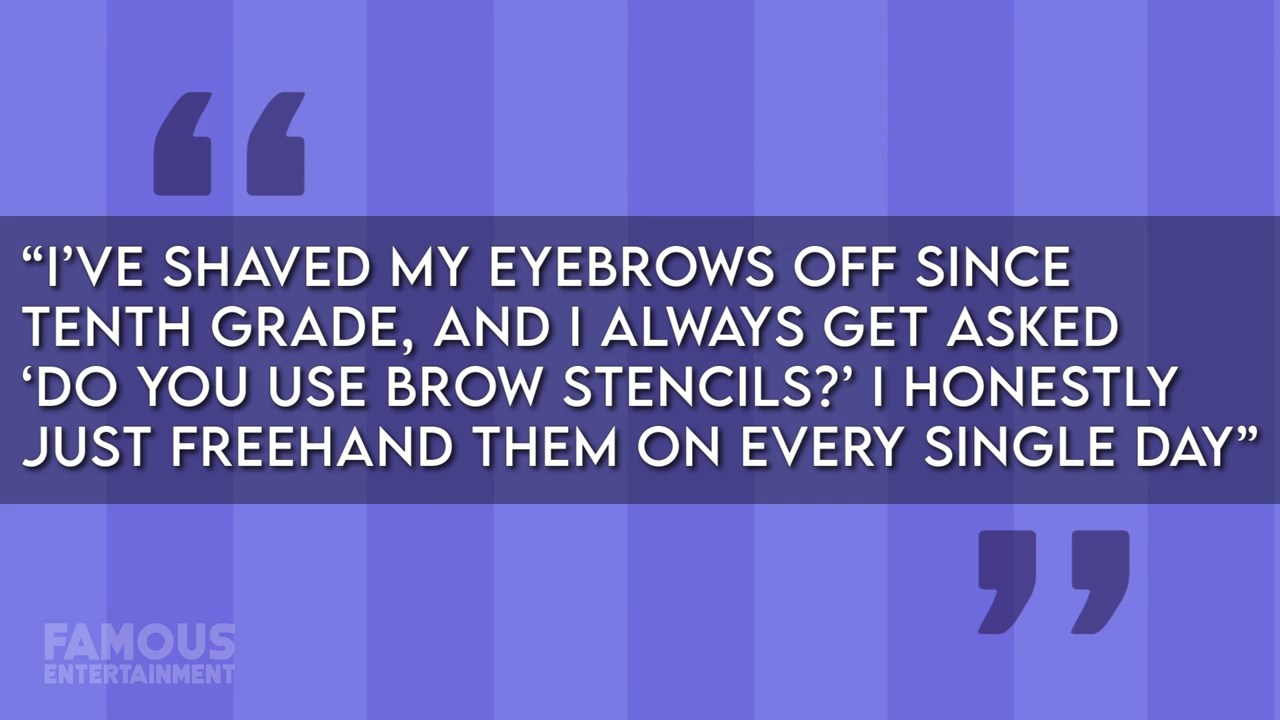 “I’VE SHAVED MY EYEBROWS OFF SINCE
TENTH GRADE, AND I ALWAYS GET ASKED
‘DO YOU USE BROW STENCILS?’ I HONESTLY
JUST FREEHAND THEM ON EVERY SINGLE DAY”
FAMOUS
ENTERTAINMENT